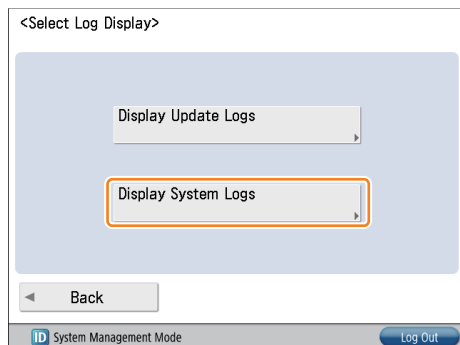 <Select Log Display>
Display Update Logs
Display System Logs
Back
ID System Management Mode
Log Out